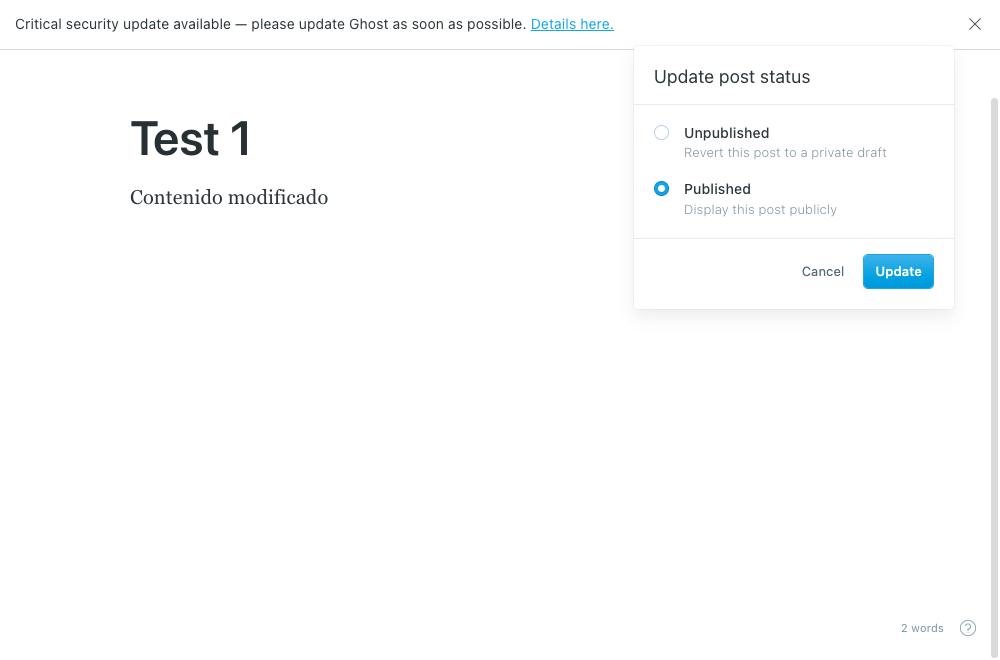 Critical security update available — please update Ghost as soon as possible. Details here.
Update post status
Test 1
Unpublished
Revert this post to a private draft
Contenido modificado
Published
Display this post publicly
Cancel
Update
2 words
?